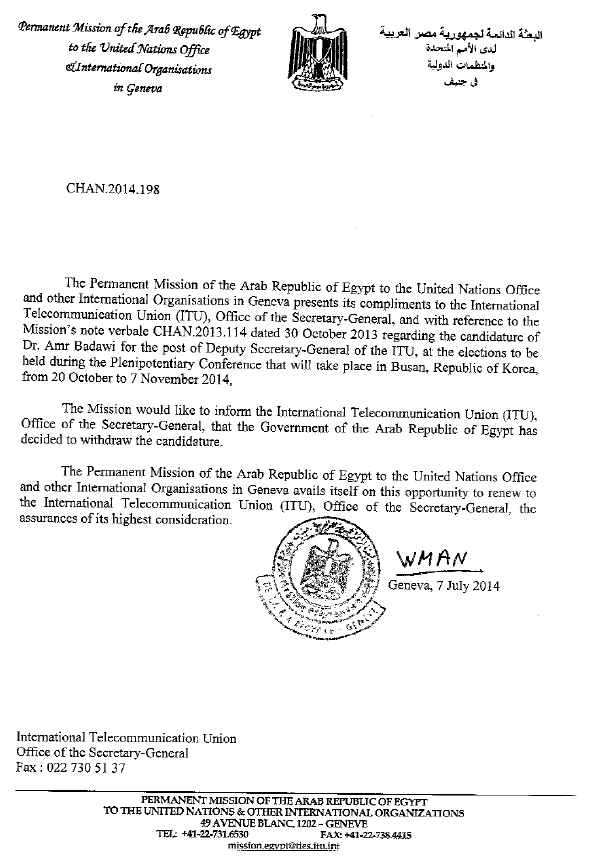 Permanent Mission of the Arab Republic of Egypt
to the United Nations Office
&International Organisations
in Geneva
البعثة الدائمة لجمهورية مصر العربية
لدى الأمم المتحدة
والمنظمات الدولية
فى جنيف
CHAN.2014.198
The Permanent Mission of the Arab Republic of Egypt to the United Nations Office
and other International Organisations in Geneva presents its compliments to the International
Telecommunication Union (ITU), Office of the Secretary-General, and with reference to the
Mission's note verbale CHAN.2013.114 dated 30 October 2013 regarding the candidature of
Dr. Amr Badawi for the post of Deputy Secretary-General of the ITU, at the elections to be
held during the Plenipotentiary Conference that will take place in Busan, Republic of Korea,
from 20 October to 7 November 2014,
The Mission would like to inform the International Telecommunication Union (ITU),
Office of the Secretary-General, that the Government of the Arab Republic of Egypt has
decided to withdraw the candidature.
The Permanent Mission of the Arab Republic of Egypt to the United Nations Office
and other International Organisations in Geneva avails itself on this opportunity to renew to
the International Telecommunication Union (ITU), Office of the Secretary-General, the
assurances of its highest consideration.
WMAN
Geneva, 7 July 2014
EGYPTE - GENEVE
International Telecommunication Union
Office of the Secretary-General
Fax : 022 730 51 37
PERMANENT MISSION OF THE ARAB REPUBLIC OF EGYPT
TO THE UNITED NATIONS & OTHER INTERNATIONAL ORGANIZATIONS
49 AVENUE BLANC, 1202 – GENEVE
TEL: +41-22-731.6530 FAX: +41-22-738.4415
mission.egypt@ties.itu.int